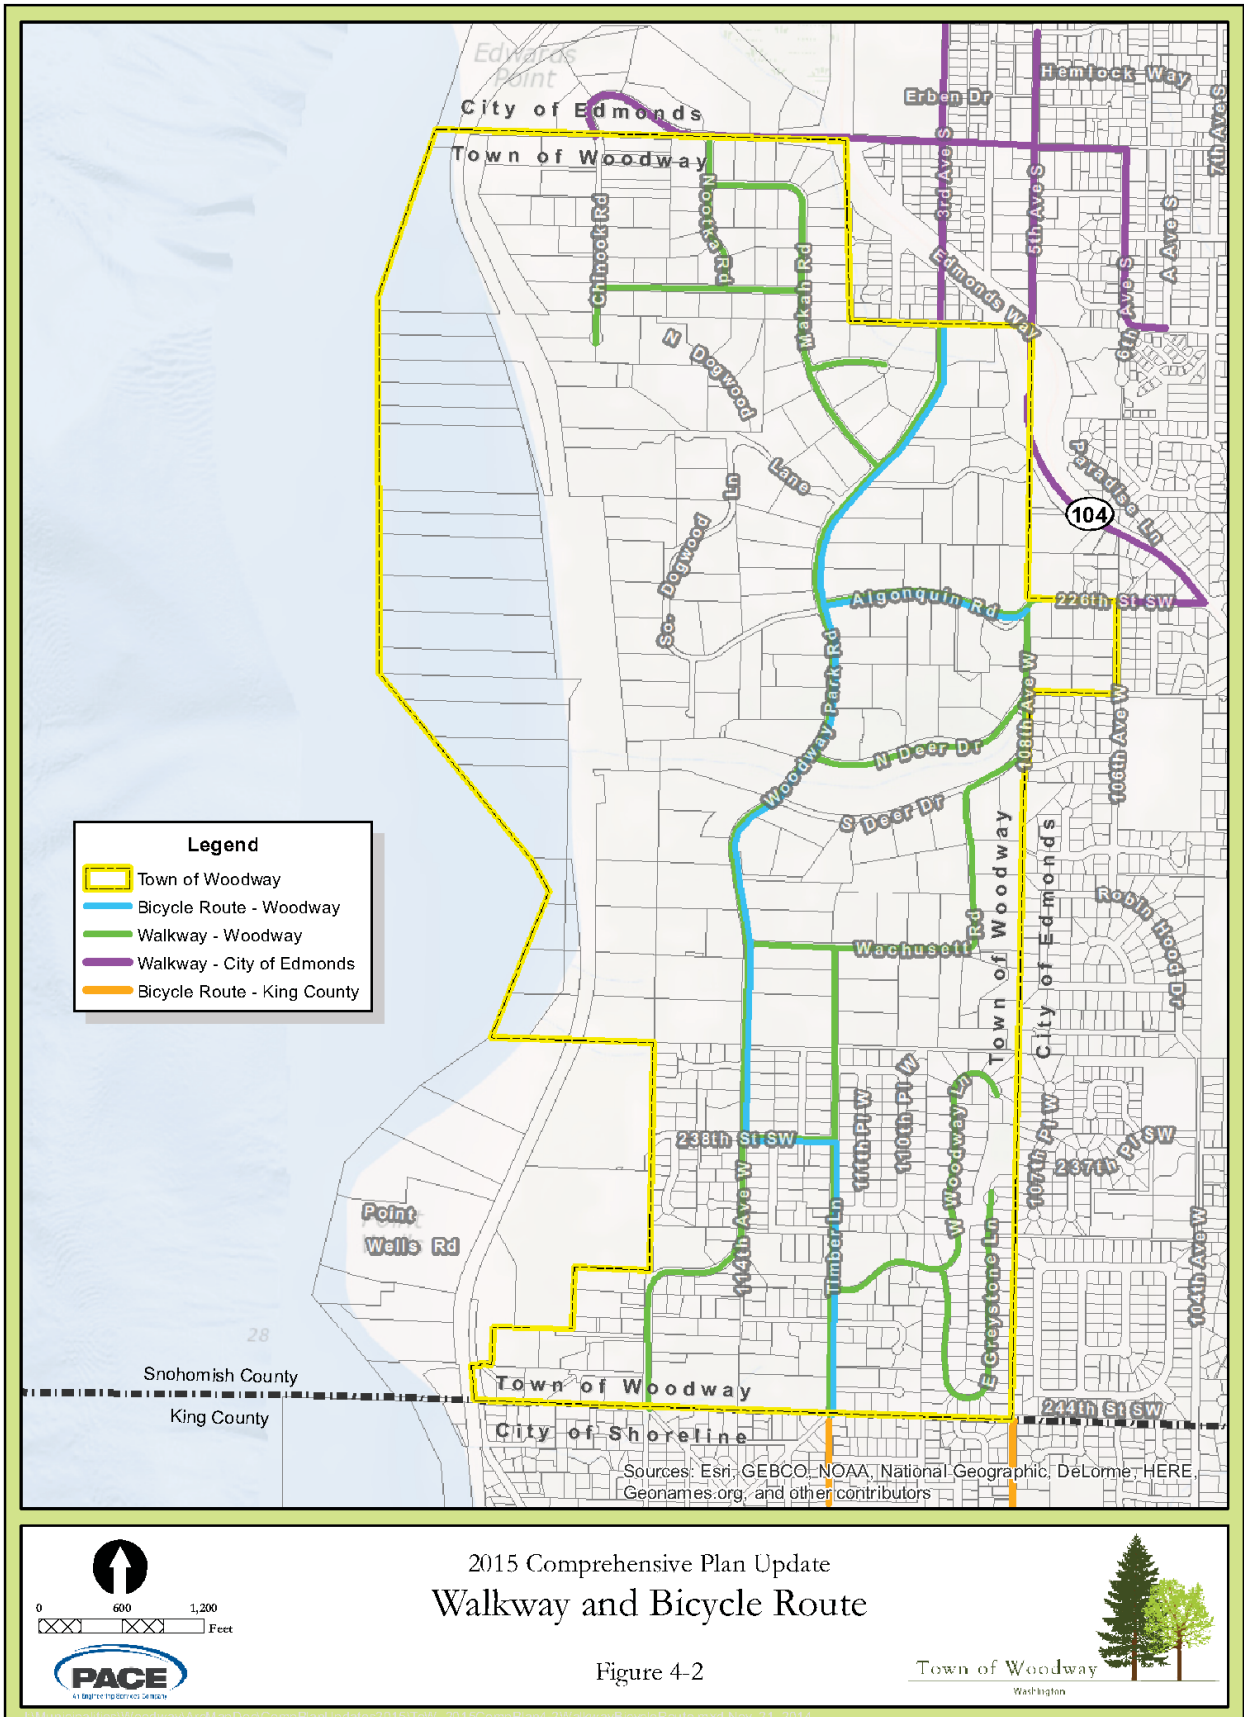 Edwards
Point
Hemlock Way
Erben Dr
7th Ave S
City of Edmonds
Town of Woodway
3rd Ave S
5th Ave S
A Ave S
Nootka Rd
Chinook Rd
Makah Rd
Edmonds Way
6th Ave S
N Dogwood
Lane
Paradise Ln
104
So. Dogwood Ln
Algonquin Rd
226th St SW
Woodway Park Rd
108th Ave W
106th Ave W
N Deer Dr
S Deer Dr
Town of Woodway
City of Edmonds
Robin Hood Dr
Wachusett Rd
Legend
Town of Woodway
Bicycle Route - Woodway
Walkway - Woodway
Walkway - City of Edmonds
Bicycle Route - King County
238th St SW
111th Pl W
110th Pl W
W Woodway Ln
107th Pl W
237th Pl SW
Point
Wells Rd
114th Ave W
Timber Ln
E Greystone Ln
104th Ave W
28
Snohomish County
King County
Town of Woodway
244th St SW
City of Shoreline
Sources: Esri, GEBCO, NOAA, National Geographic, DeLorme, HERE,
Geonames.org, and other contributors
0 600 1,200
Feet
PACE
An Engineering Services Company
2015 Comprehensive Plan Update
Walkway and Bicycle Route
Figure 4-2
Town of Woodway
Washington